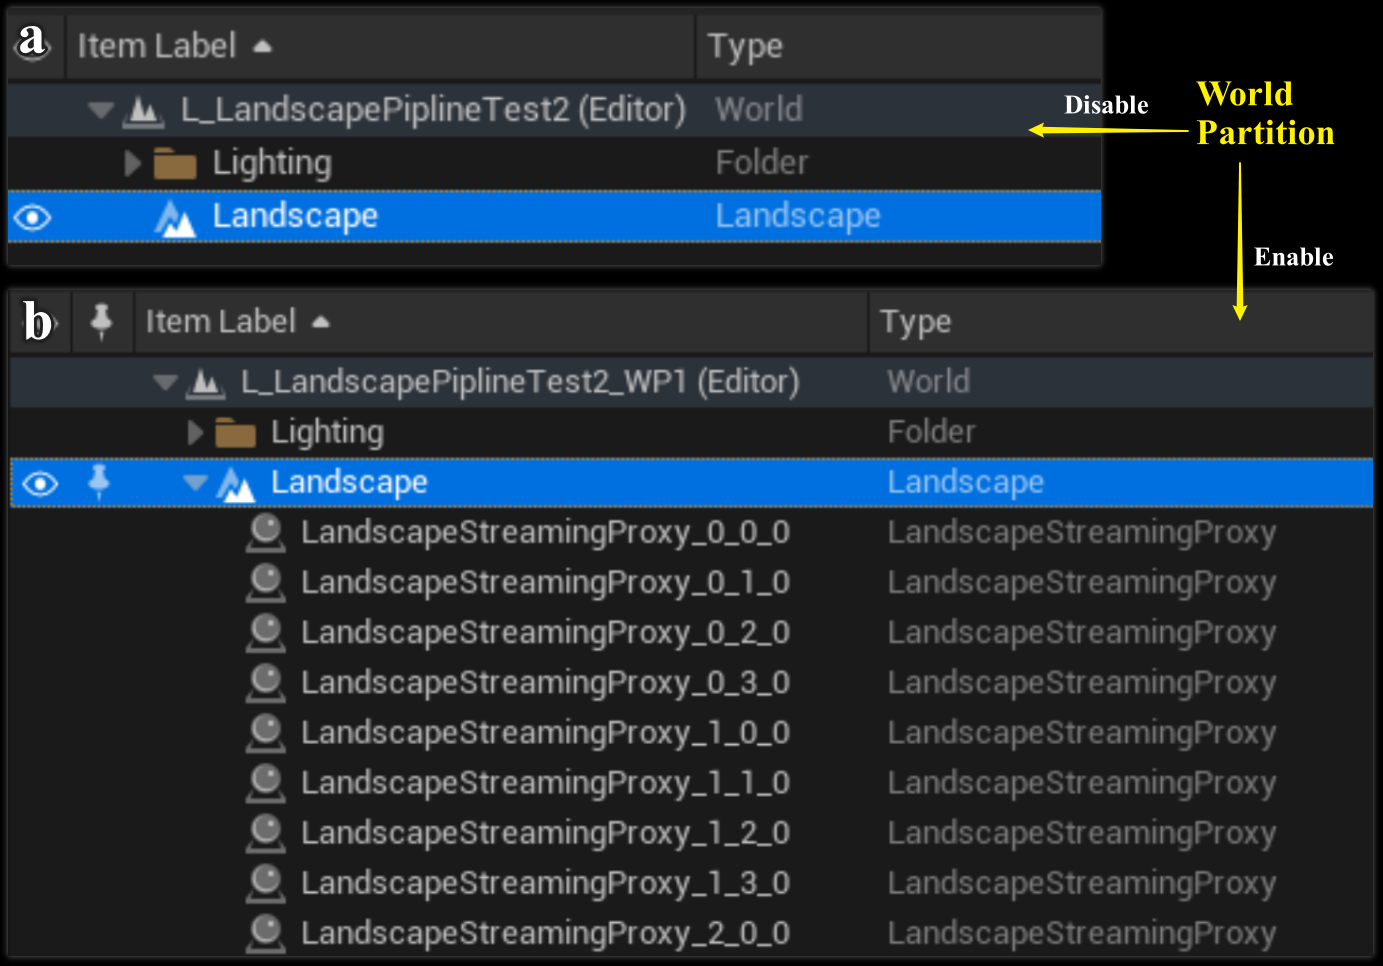 a
Item Label Type
L_LandscapePiplineTest2 (Editor) World
Lighting Folder
Landscape Landscape
Disable
World
Partition
Enable
b
Item Label Type
L_LandscapePiplineTest2_WP1 (Editor) World
Lighting Folder
Landscape Landscape
LandscapeStreamingProxy_0_0_0 LandscapeStreamingProxy
LandscapeStreamingProxy_0_1_0 LandscapeStreamingProxy
LandscapeStreamingProxy_0_2_0 LandscapeStreamingProxy
LandscapeStreamingProxy_0_3_0 LandscapeStreamingProxy
LandscapeStreamingProxy_1_0_0 LandscapeStreamingProxy
LandscapeStreamingProxy_1_1_0 LandscapeStreamingProxy
LandscapeStreamingProxy_1_2_0 LandscapeStreamingProxy
LandscapeStreamingProxy_1_3_0 LandscapeStreamingProxy
LandscapeStreamingProxy_2_0_0 LandscapeStreamingProxy